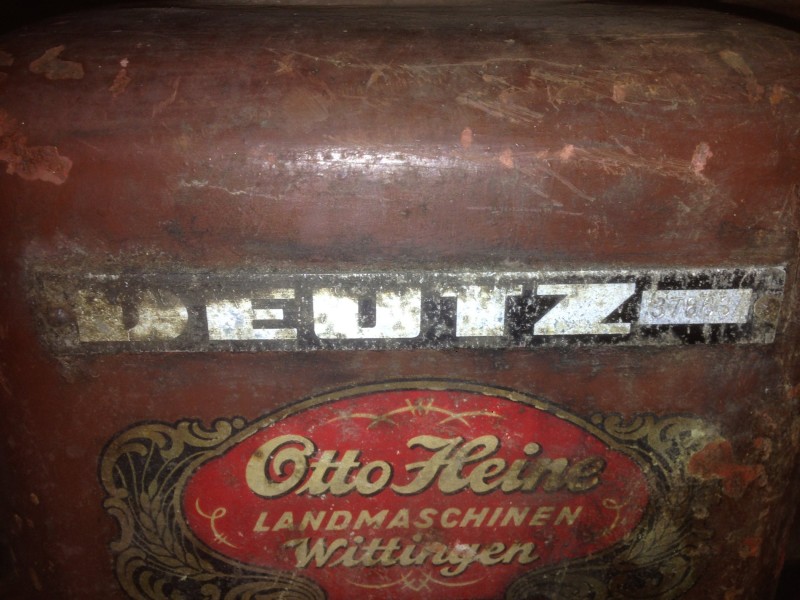 DEUTZ
Otto Heine
LANDMASCHINEN
Wittingen